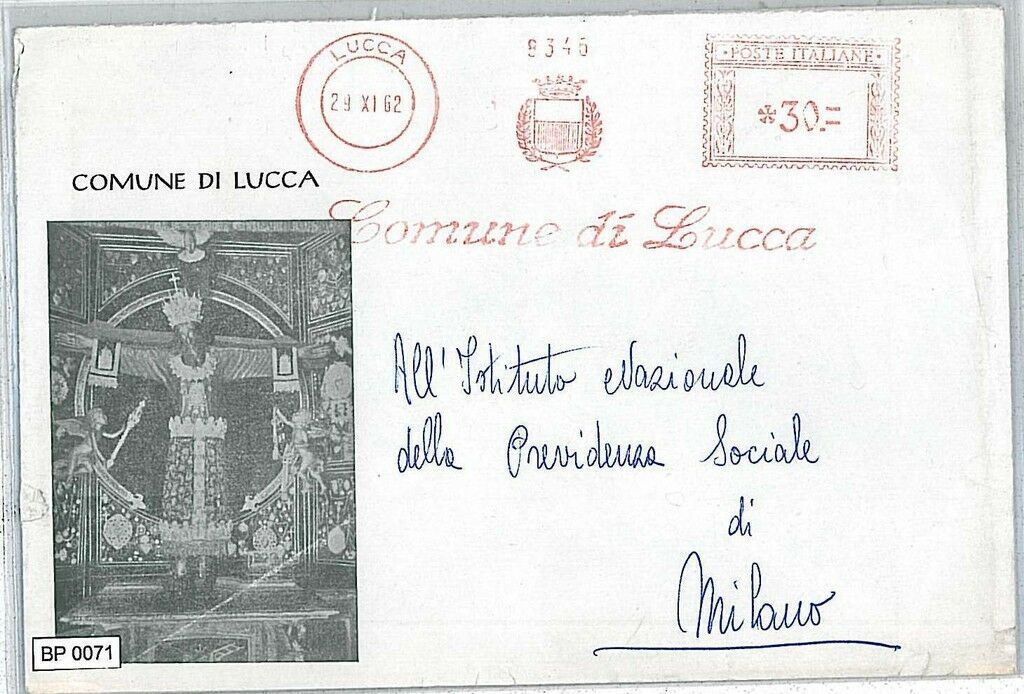 LUCCA
29 XI 62
9346
· POSTE ITALIANE ·
*30.=
COMUNE DI LUCCA
Comune di Lucca
All'Istituto Nazionale
della Previdenza Sociale
di
Milano
BP 0071